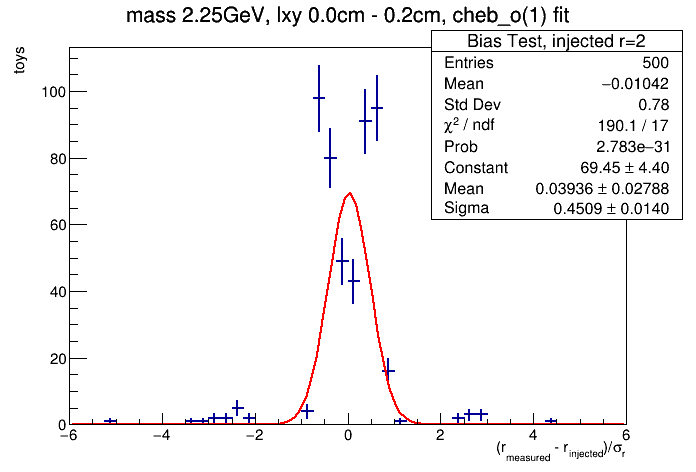 mass 2.25GeV, lxy 0.0cm - 0.2cm, cheb_o(1) fit
Bias Test, injected r=2
Entries 500
Mean −0.01042
Std Dev 0.78
χ² / ndf 190.1 / 17
Prob 2.783e−31
Constant 69.45 ± 4.40
Mean 0.03936 ± 0.02788
Sigma 0.4509 ± 0.0140
toys
100
80
60
40
20
0
−6 −4 −2 0 2 4 6
(r_measured - r_injected)/σ_r